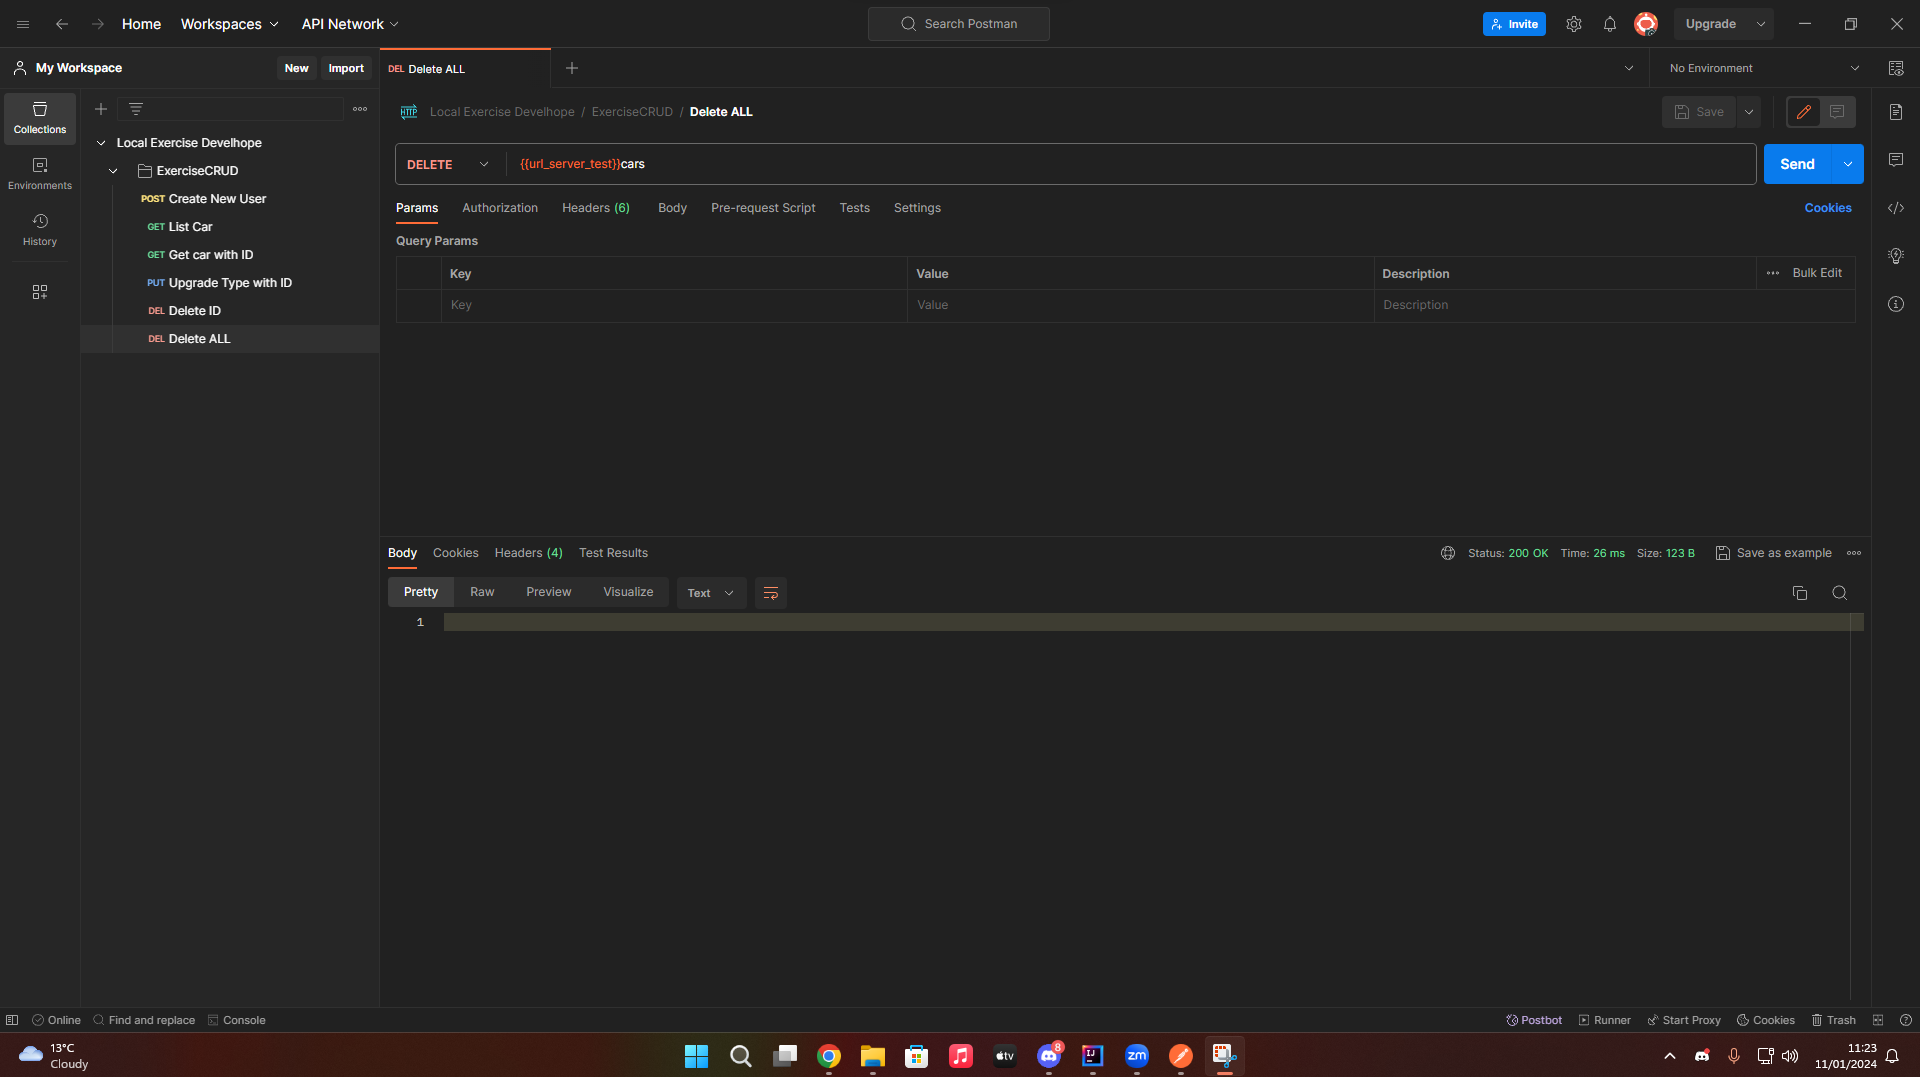 Home Workspaces API Network Search Postman Invite Upgrade
My Workspace New Import DEL Delete ALL No Environment
Collections
Environments
History
Local Exercise Develhope
ExerciseCRUD
POST Create New User
GET List Car
GET Get car with ID
PUT Upgrade Type with ID
DEL Delete ID
DEL Delete ALL
HTTP Local Exercise Develhope / ExerciseCRUD / Delete ALL Save
DELETE {{url_server_test}}cars Send
Params Authorization Headers (6) Body Pre-request Script Tests Settings Cookies
Query Params
Key Value Description Bulk Edit
Key Value Description
Body Cookies Headers (4) Test Results Status: 200 OK Time: 26 ms Size: 123 B Save as example
Pretty Raw Preview Visualize Text
1
Online Find and replace Console Postbot Runner Start Proxy Cookies Trash
13°C
Cloudy
tv
8
IJ
zm
11:23
11/01/2024